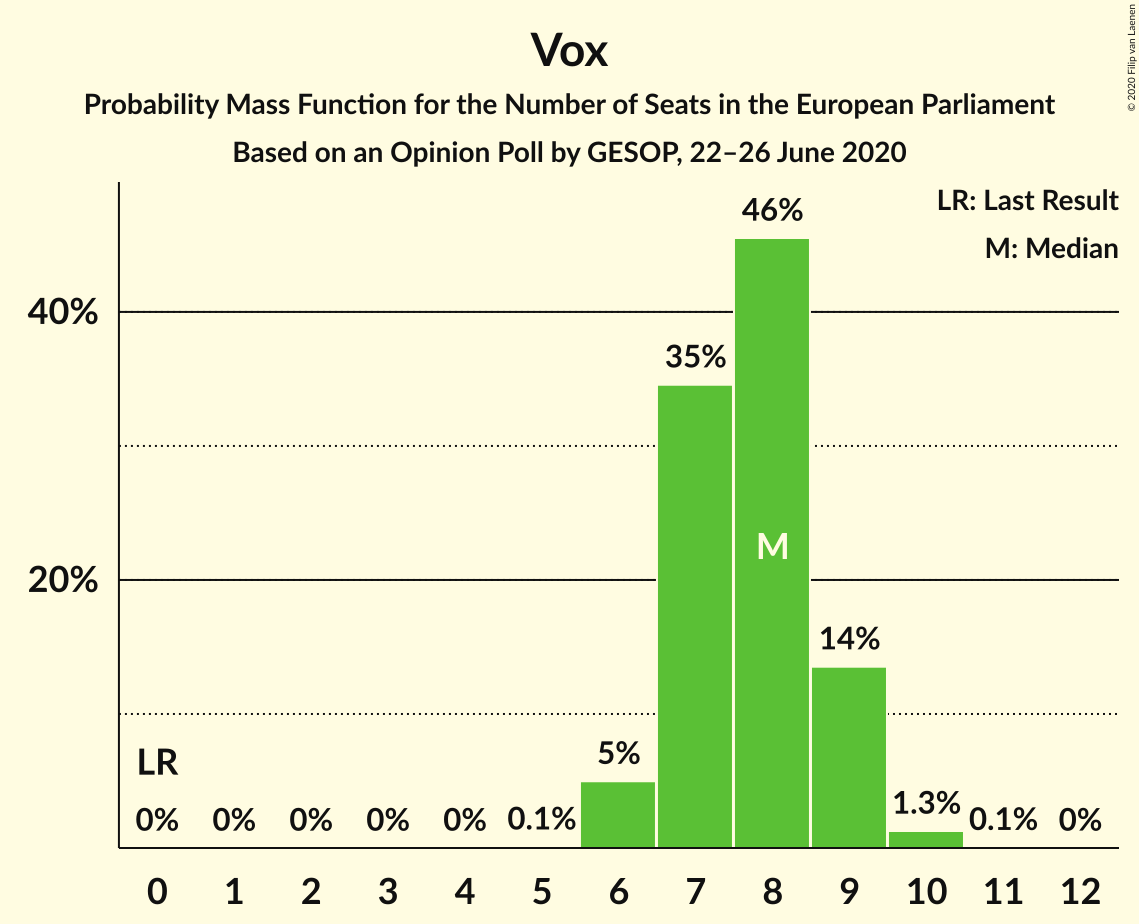 Vox
Probability Mass Function for the Number of Seats in the European Parliament
Based on an Opinion Poll by GESOP, 22–26 June 2020
© 2020 Filip van Laenen
LR: Last Result
M: Median
40%
20%
46%
35%
M
14%
5%
LR
1.3%
0% 0% 0% 0% 0% 0.1% 0.1% 0%
0 1 2 3 4 5 6 7 8 9 10 11 12